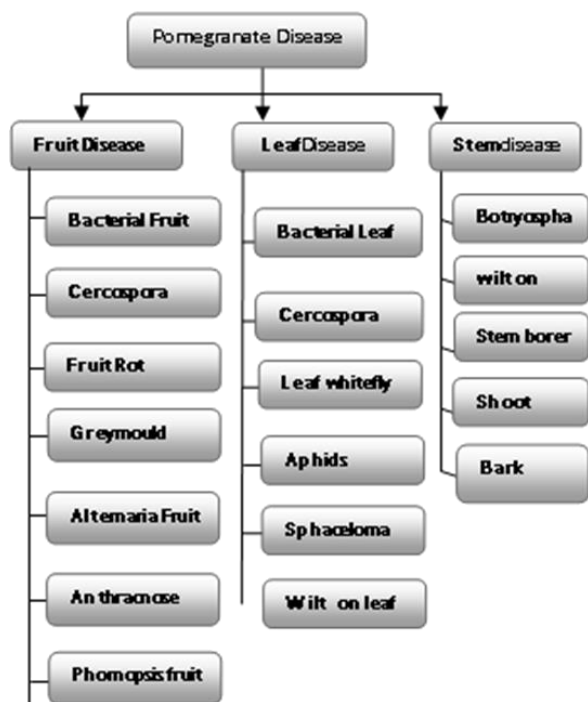 Pomegranate Disease
Fruit Disease
Bacterial Fruit
Cercospora
Fruit Rot
Greymould
Alternaria Fruit
Anthracnose
Phomopsis fruit
Leaf Disease
Bacterial Leaf
Cercospora
Leaf whitefly
Aphids
Sphaceloma
Wilt on leaf
Stem disease
Botryospha
wilt on
Stem borer
Shoot
Bark